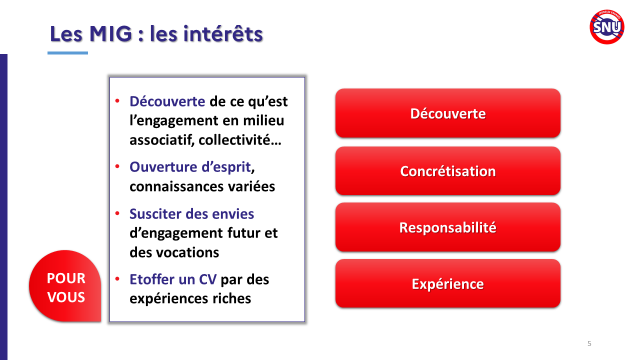 Les MIG : les intérêts
SNU
• Découverte de ce qu’est
l’engagement en milieu
associatif, collectivité…
• Ouverture d’esprit,
connaissances variées
• Susciter des envies
d’engagement futur et
des vocations
• Etoffer un CV par des
expériences riches
POUR
VOUS
Découverte
Concrétisation
Responsabilité
Expérience
5